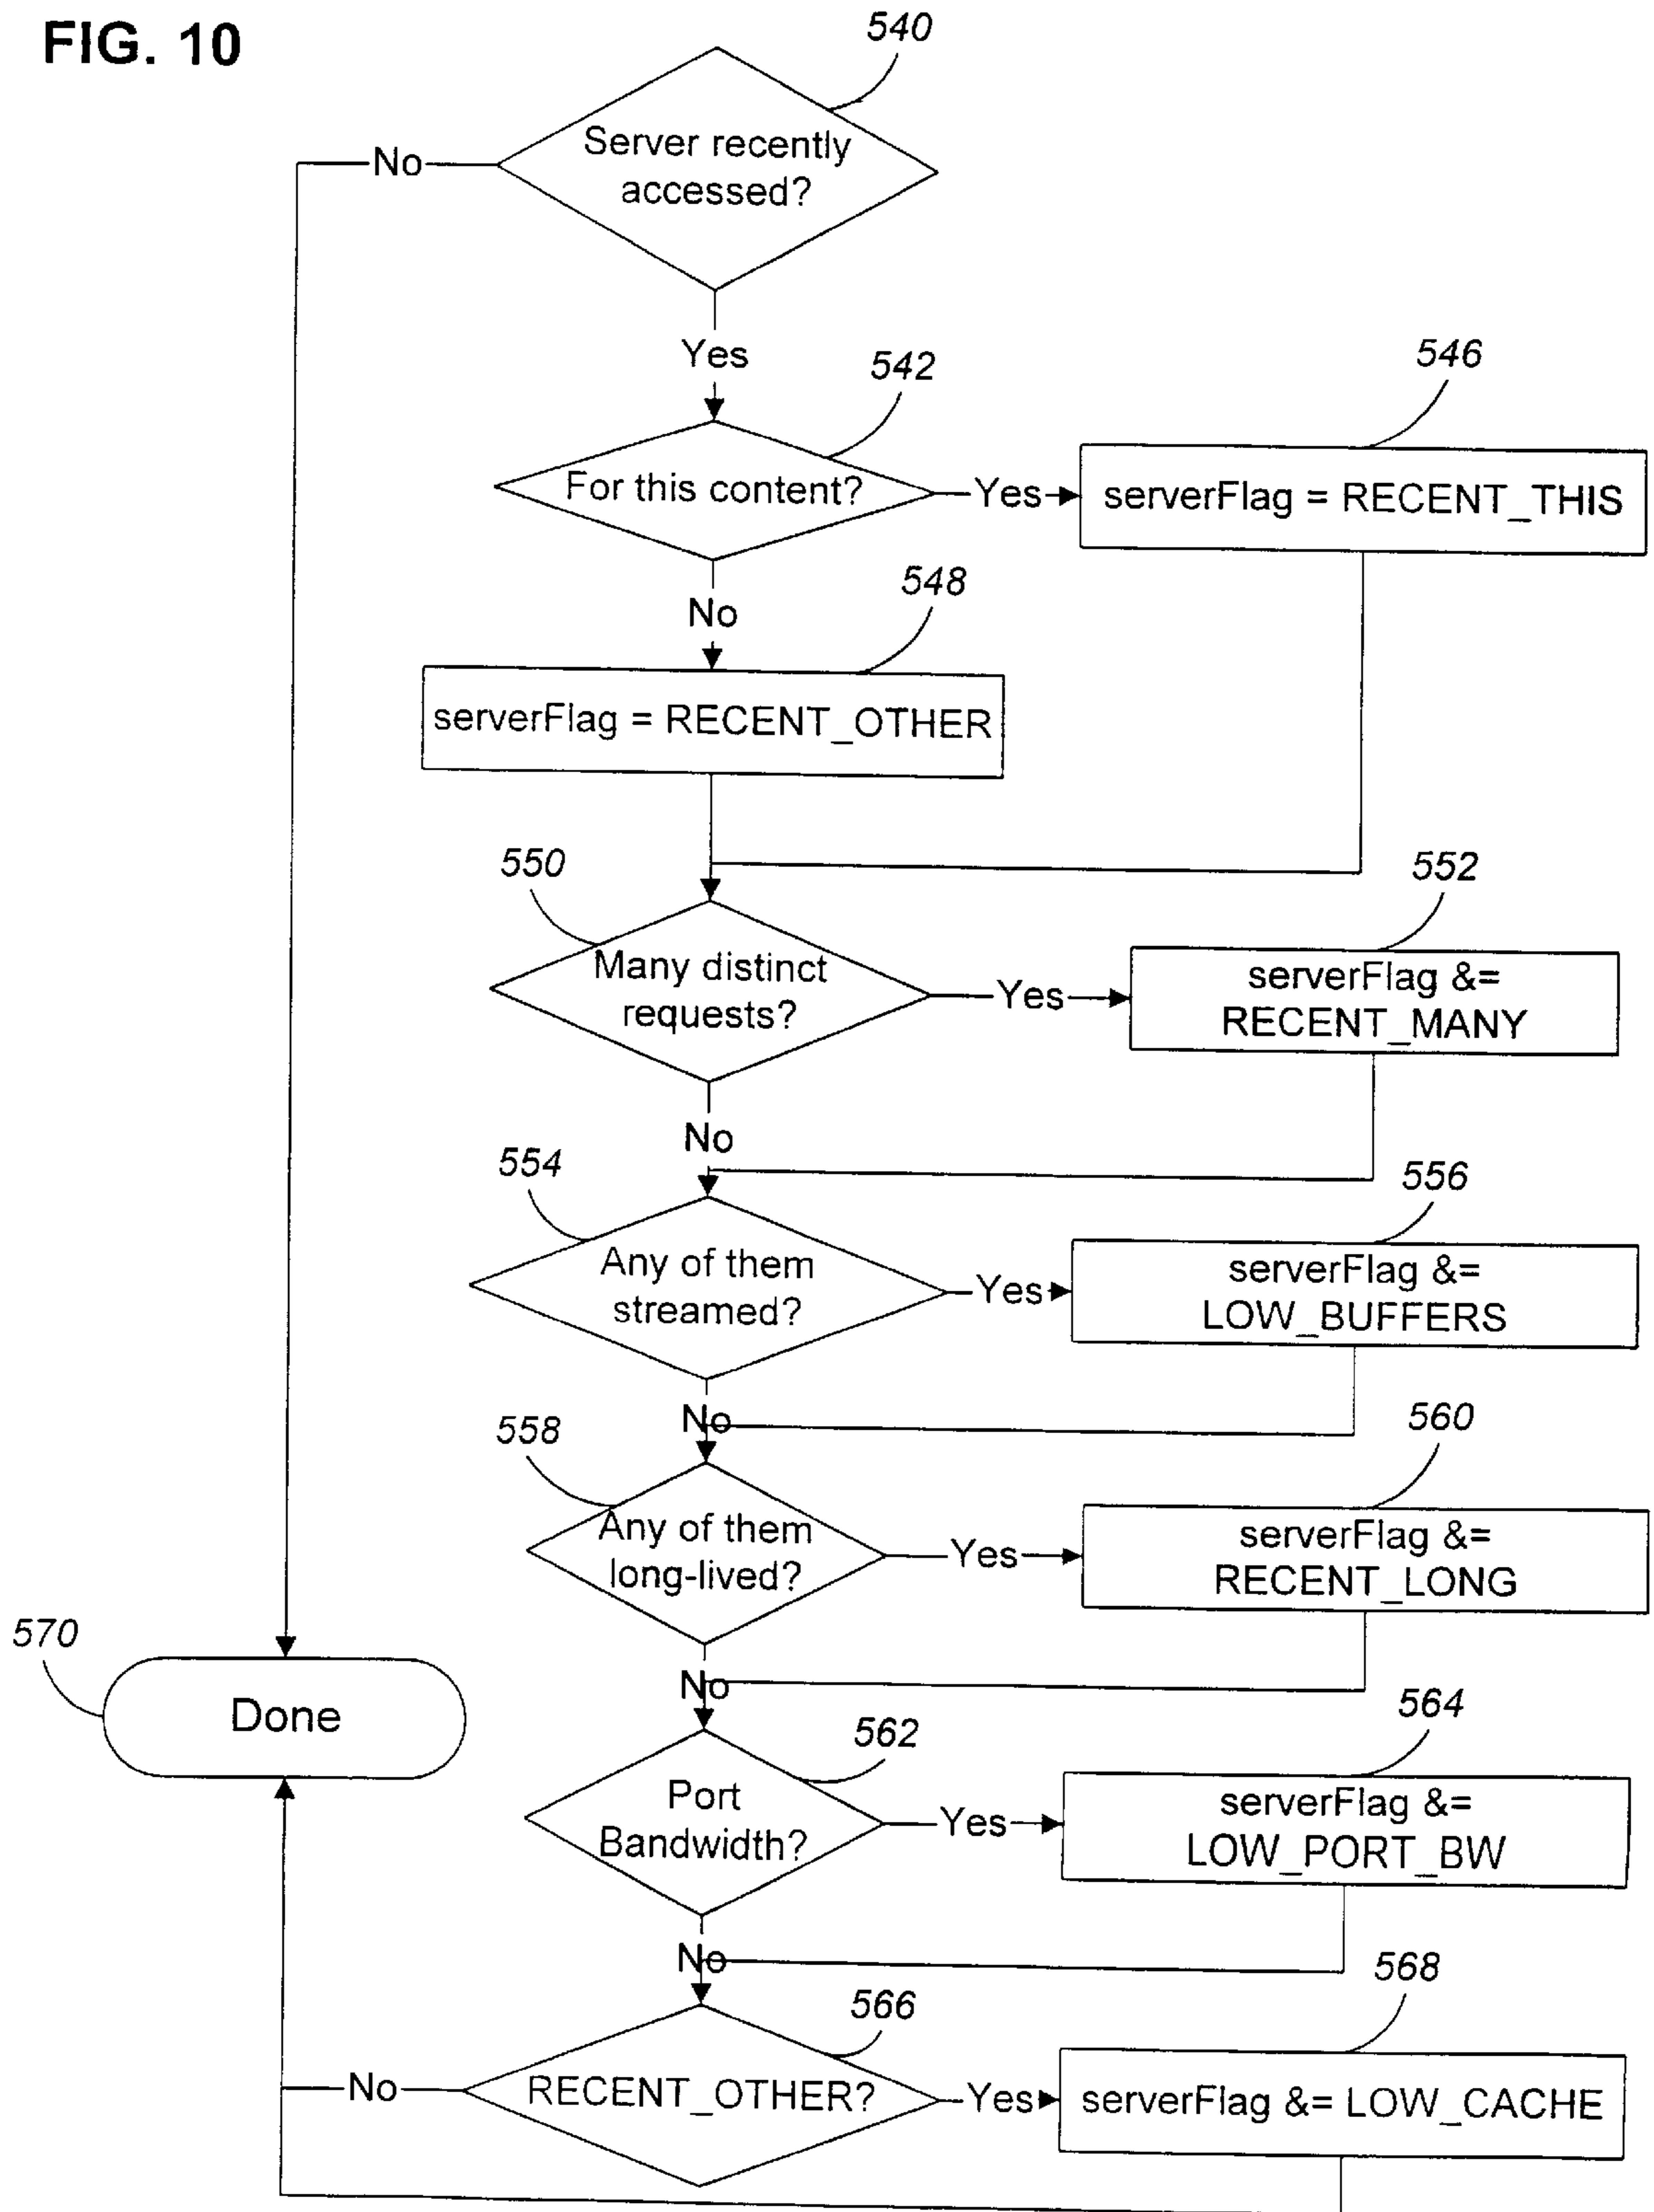 FIG. 10
540
Server recently
accessed?
No
Yes
542
For this content?
Yes
546
serverFlag = RECENT_THIS
No
548
serverFlag = RECENT_OTHER
550
Many distinct
requests?
Yes
552
serverFlag &=
RECENT_MANY
No
554
Any of them
streamed?
Yes
556
serverFlag &=
LOW_BUFFERS
No
558
Any of them
long-lived?
Yes
560
serverFlag &=
RECENT_LONG
No
570
Done
562
Port
Bandwidth?
Yes
564
serverFlag &=
LOW_PORT_BW
No
566
RECENT_OTHER?
No
Yes
568
serverFlag &= LOW_CACHE